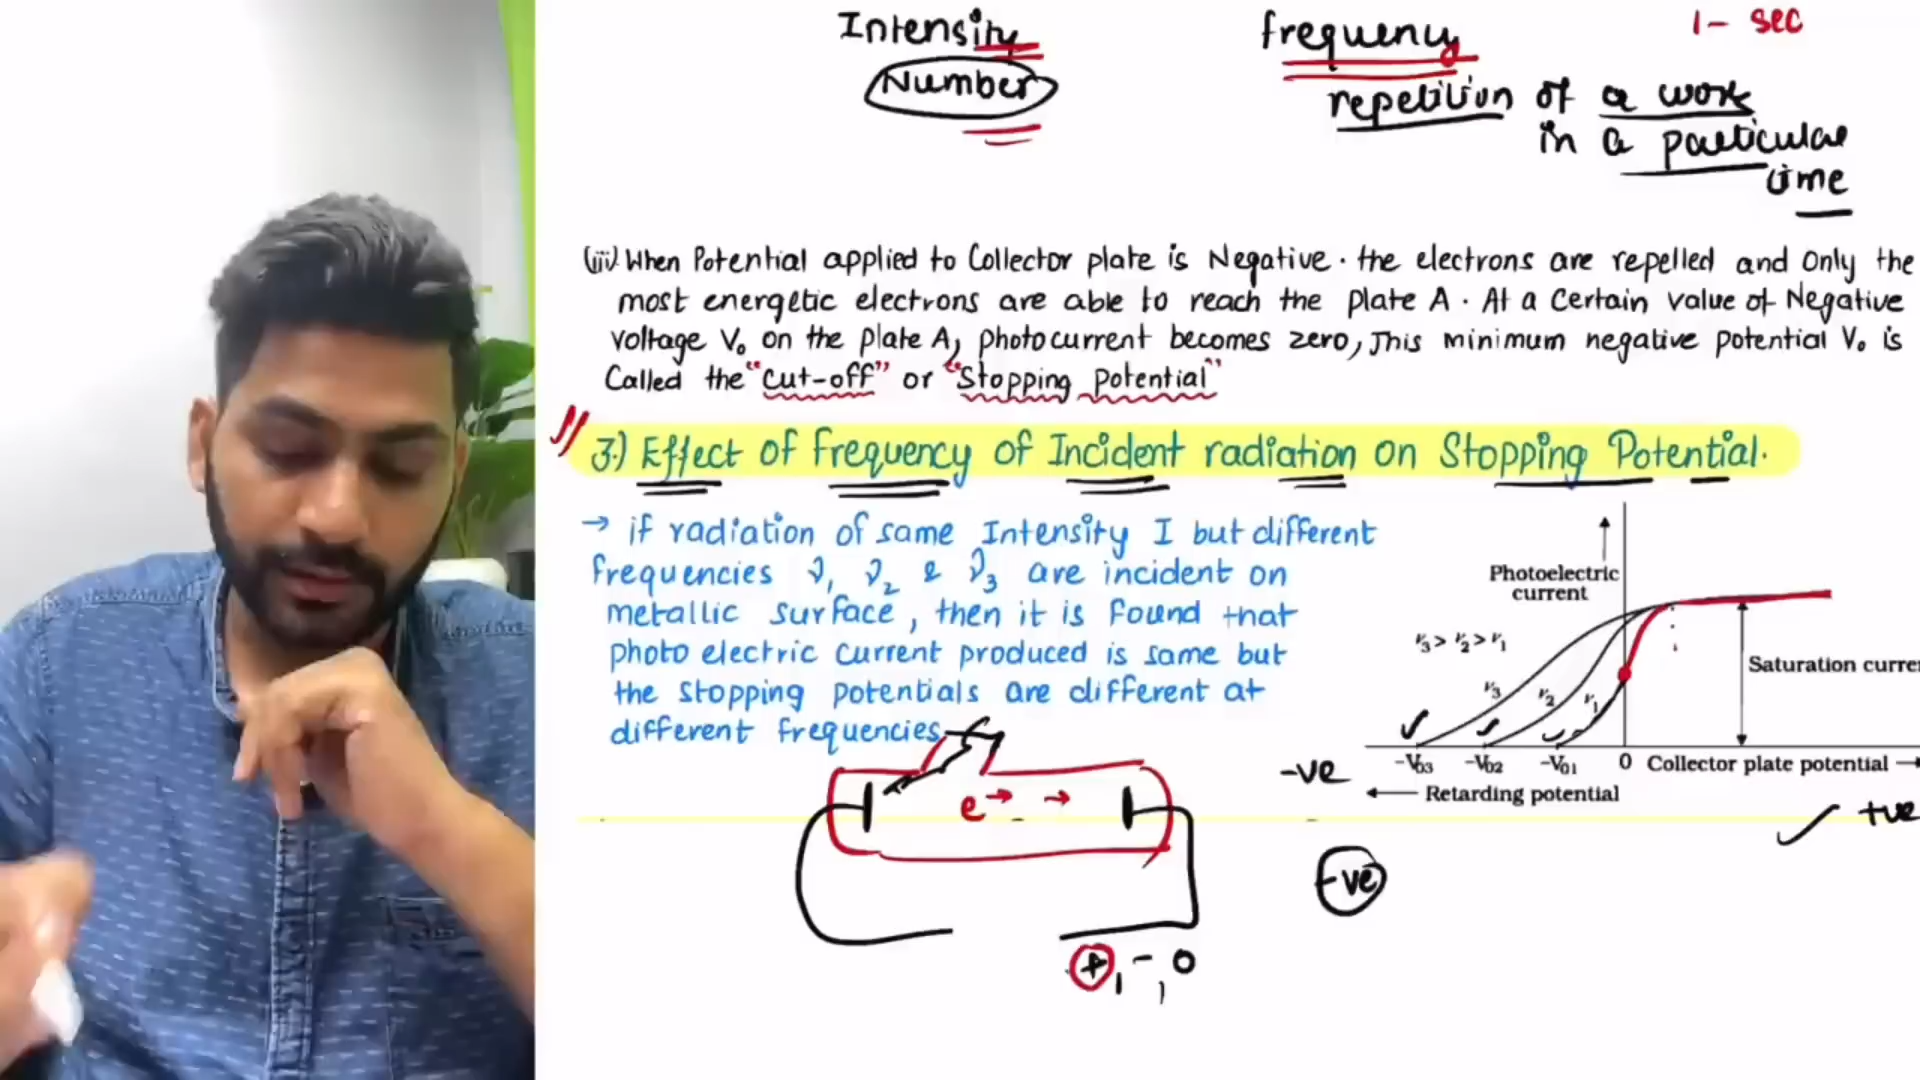 Intensity
Number
frequency
1- sec
repetition of a work
in a particular
time
(iii) When Potential applied to Collector plate is Negative. the electrons are repelled and Only the
most energetic electrons are able to reach the Plate A. At a Certain value of Negative
voltage V₀ on the Plate A, photocurrent becomes zero, This minimum negative potential V₀ is
Called the "cut-off" or "Stopping Potential"
3.) Effect of frequency of Incident radiation on Stopping Potential.
→ if radiation of same Intensity I but different
frequencies ν₁ ν₂ & ν₃ are incident on
metallic surface, then it is found that
photo electric current produced is same but
the stopping potentials are different at
different frequencies
Photoelectric
current
ν₃ > ν₂ > ν₁
Saturation curre
ν₃
ν₂
ν₁
-V₀₃
-V₀₂
-V₀₁
0
Collector plate potential →
← Retarding potential
-ve
+ve
e→ →
-ve
+, -, 0